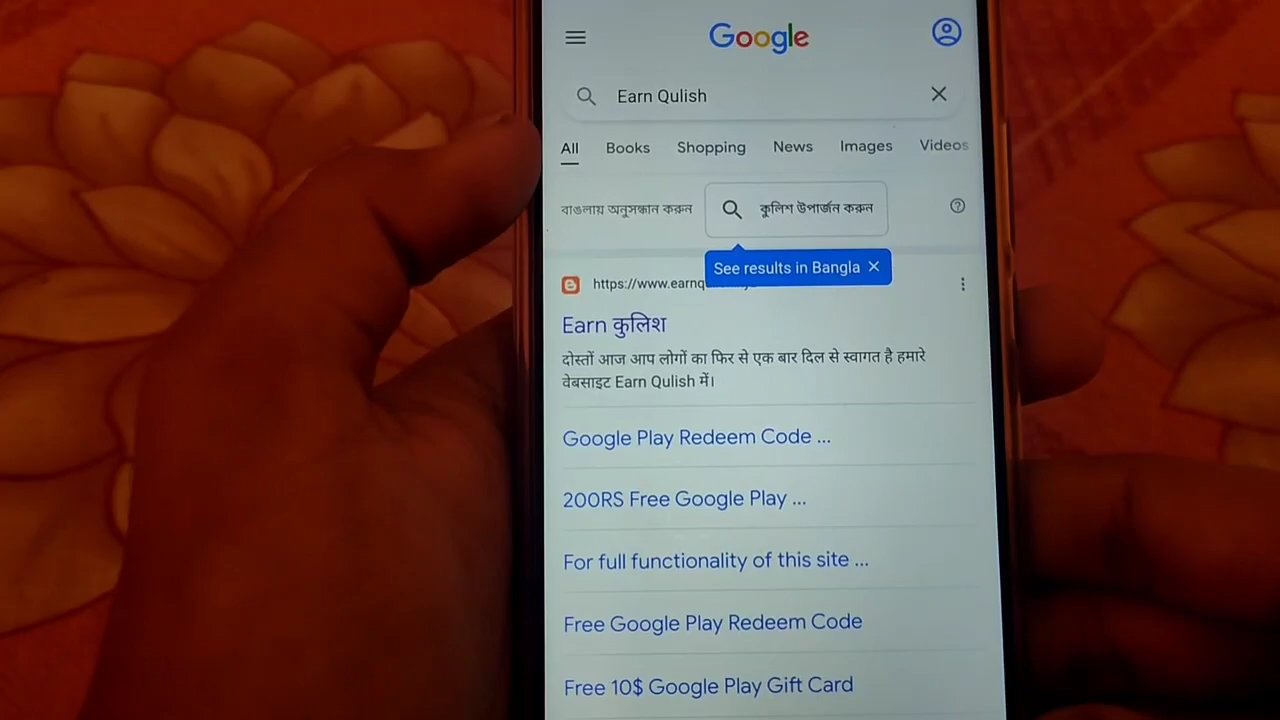 Google
Earn Qulish
All Books Shopping News Images Videos
বাঙলায় অনুসন্ধান করুন
কুলিশ উপার্জন করুন
See results in Bangla
https://www.earnq
Earn कुलिश
दोस्तों आज आप लोगों का फिर से एक बार दिल से स्वागत है हमारे
वेबसाइट Earn Qulish में।
Google Play Redeem Code ...
200RS Free Google Play ...
For full functionality of this site ...
Free Google Play Redeem Code
Free 10$ Google Play Gift Card